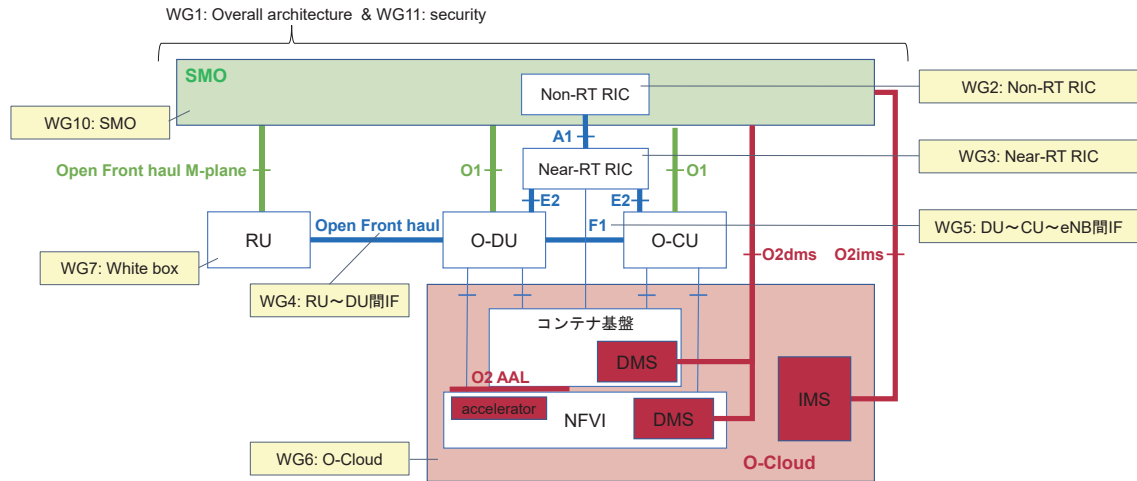 WG1: Overall architecture & WG11: security
SMO
Non-RT RIC
WG2: Non-RT RIC
WG10: SMO
A1
Open Front haul M-plane
O1
Near-RT RIC
O1
WG3: Near-RT RIC
E2
E2
RU
Open Front haul
O-DU
F1
O-CU
WG5: DU～CU～eNB間IF
O2dms
O2ims
WG7: White box
WG4: RU～DU間IF
コンテナ基盤
DMS
O2 AAL
IMS
accelerator
NFVI
DMS
WG6: O-Cloud
O-Cloud